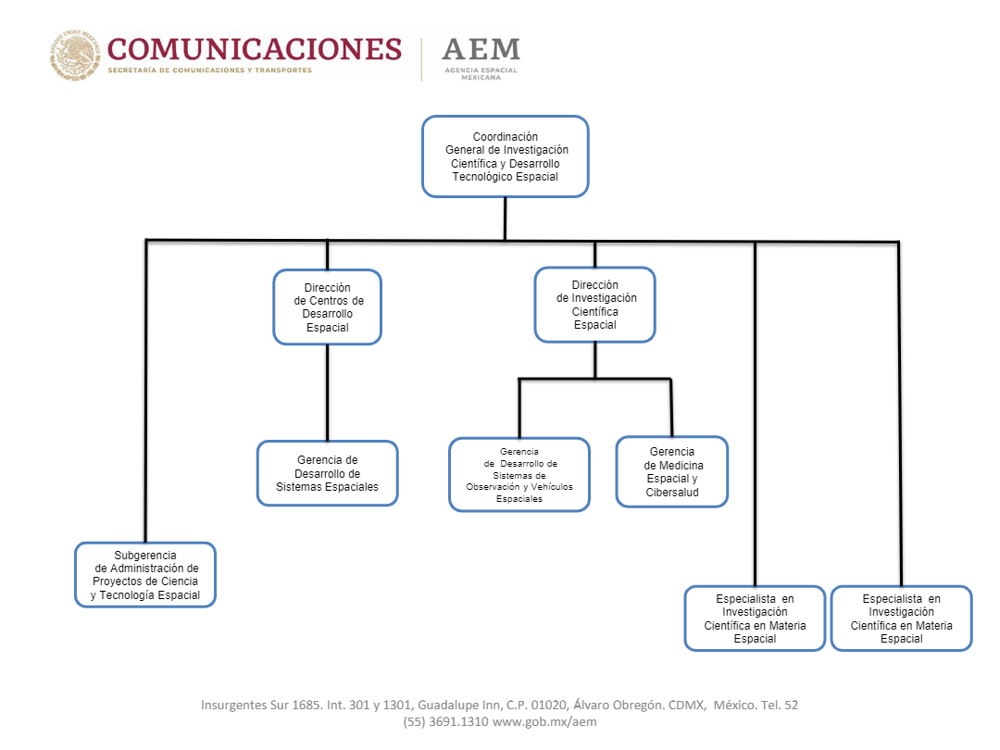 COMUNICACIONES
SECRETARÍA DE COMUNICACIONES Y TRANSPORTES
AEM
AGENCIA ESPACIAL
MEXICANA
Coordinación
General de Investigación
Científica y Desarrollo
Tecnológico Espacial
Dirección
de Centros de
Desarrollo
Espacial
Dirección
de Investigación
Científica
Espacial
Gerencia de
Desarrollo de
Sistemas Espaciales
Gerencia
de Desarrollo de
Sistemas de
Observación y Vehículos
Espaciales
Gerencia
de Medicina
Espacial y
Cibersalud
Subgerencia
de Administración de
Proyectos de Ciencia
y Tecnología Espacial
Especialista en
Investigación
Científica en Materia
Espacial
Especialista en
Investigación
Científica en Materia
Espacial
Insurgentes Sur 1685. Int. 301 y 1301, Guadalupe Inn, C.P. 01020, Álvaro Obregón. CDMX, México. Tel. 52
(55) 3691.1310 www.gob.mx/aem